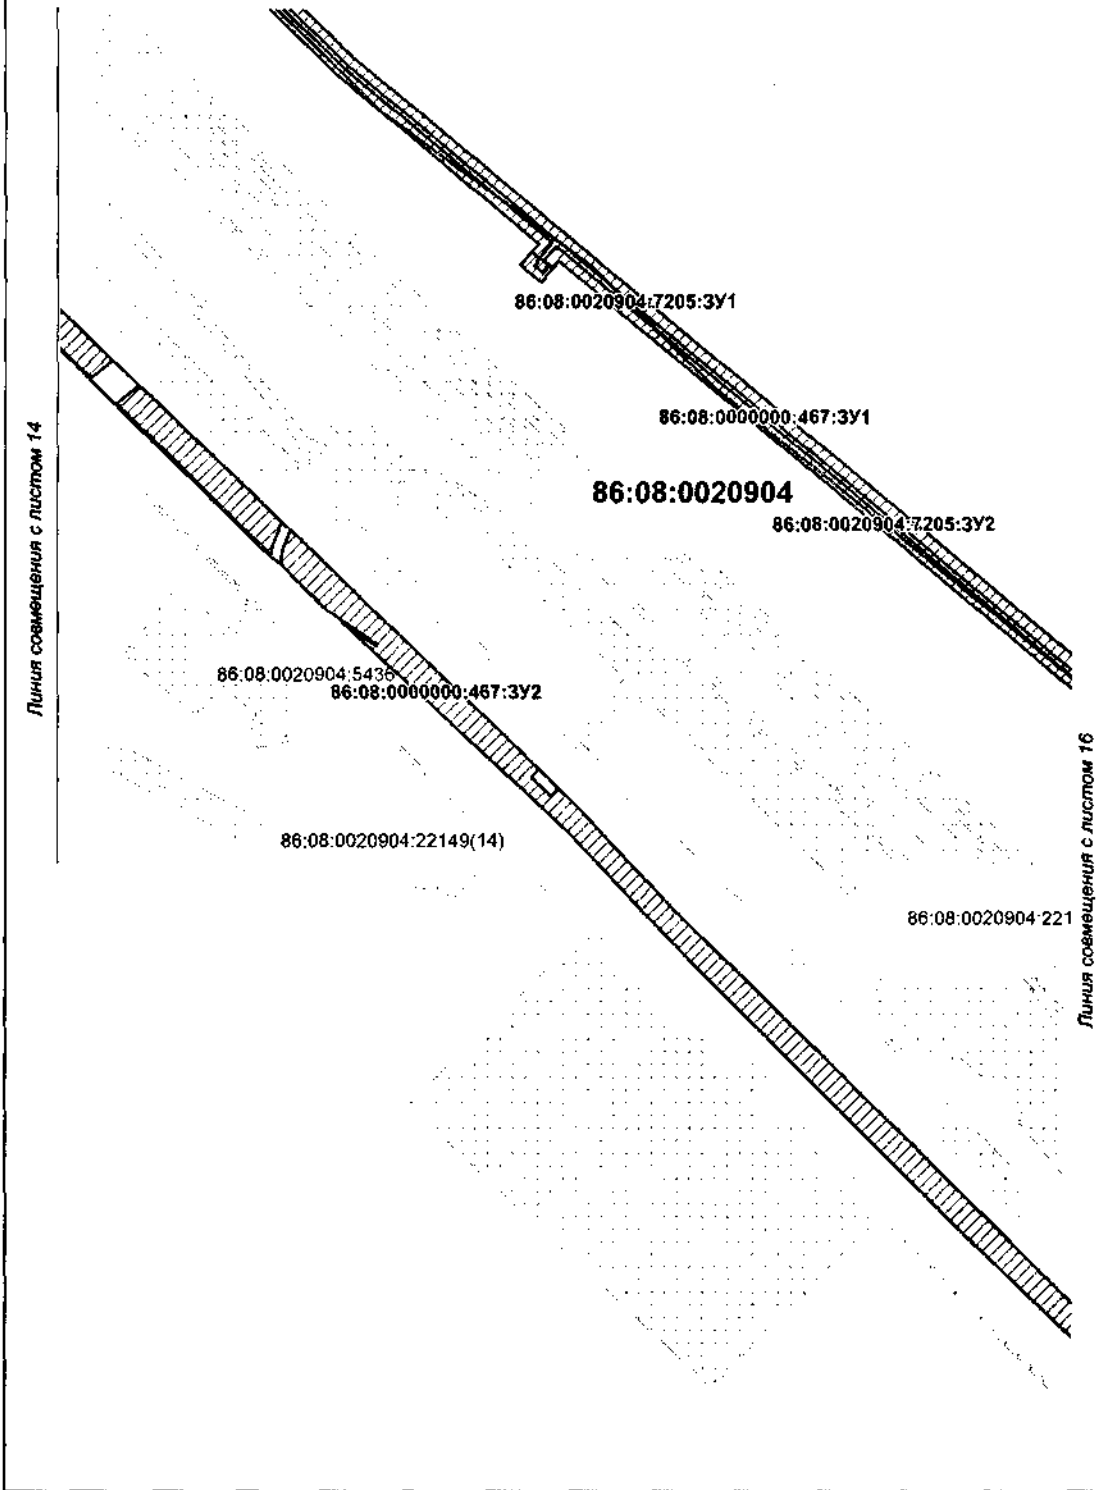 Линия совмещения с листом 14
86:08:0020904:7205:ЗУ1
86:08:0000000:467:ЗУ1
86:08:0020904
86:08:0020904:7205:ЗУ2
86:08:0020904:5436
86:08:0000000:467:ЗУ2
86:08:0020904:22149(14)
86:08:0020904:221
Линия совмещения с листом 16